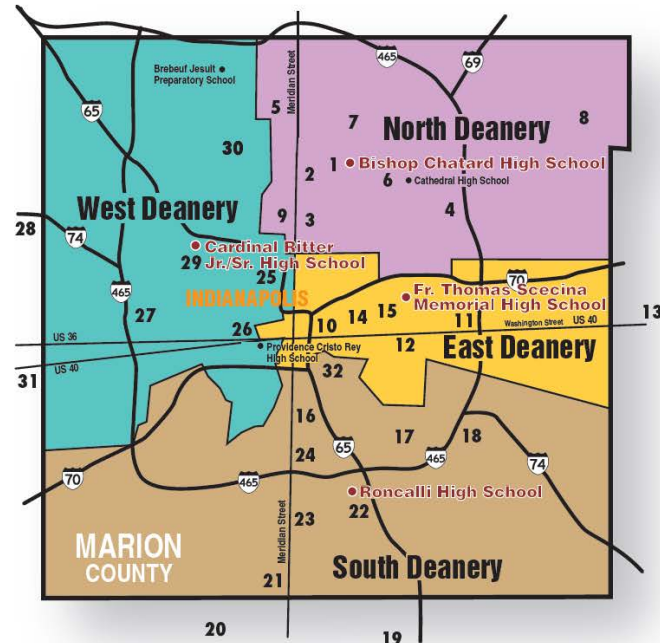 465
69
Brebeuf Jesuit
Preparatory School
Meridian Street
5
7
8
65
North Deanery
30
1
Bishop Chatard High School
2
6
Cathedral High School
West Deanery
9
3
4
28
74
Cardinal Ritter
Jr./Sr. High School
29
25
70
465
INDIANAPOLIS
Fr. Thomas Scecina
Memorial High School
27
14
15
13
26
10
11
Washington Street
US 40
US 36
Providence Cristo Rey
High School
12
East Deanery
US 40
31
32
16
17
18
65
465
24
74
70
465
Roncalli High School
22
23
Meridian Street
MARION
COUNTY
21
South Deanery
20
19